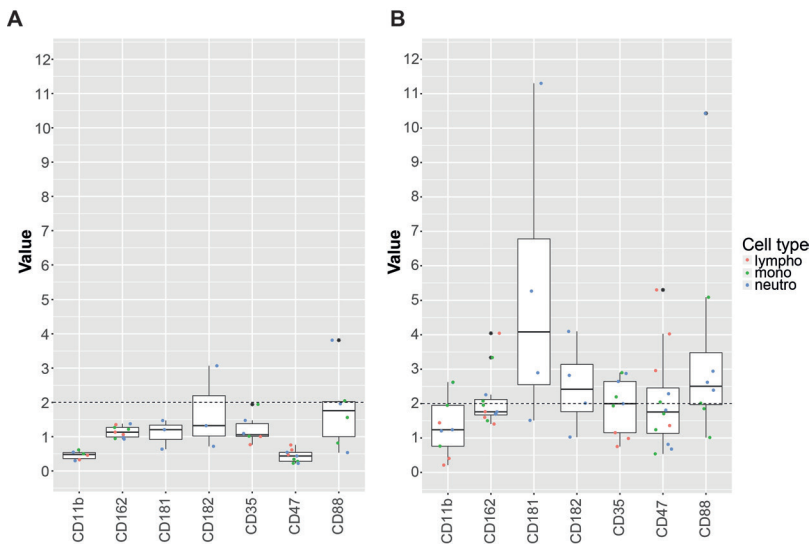 A
B
12
11
10
9
8
7
6
5
4
3
2
1
0
Value
CD11b
CD162
CD181
CD182
CD35
CD47
CD88
12
11
10
9
8
7
6
5
4
3
2
1
0
Value
CD11b
CD162
CD181
CD182
CD35
CD47
CD88
Cell type
lympho
mono
neutro